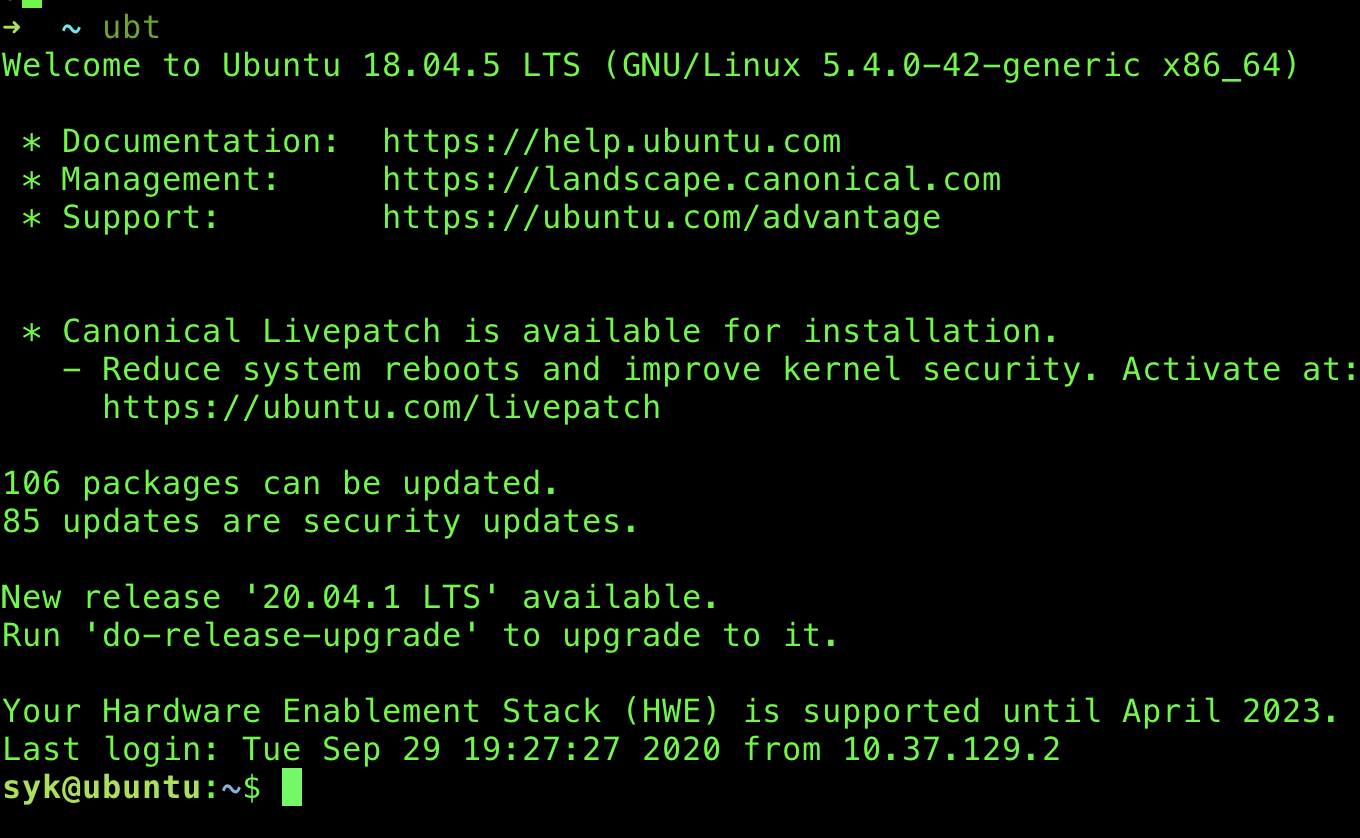 →  ~ ubt
Welcome to Ubuntu 18.04.5 LTS (GNU/Linux 5.4.0-42-generic x86_64)
 * Documentation:  https://help.ubuntu.com
 * Management:     https://landscape.canonical.com
 * Support:        https://ubuntu.com/advantage
 * Canonical Livepatch is available for installation.
   - Reduce system reboots and improve kernel security. Activate at:
     https://ubuntu.com/livepatch
106 packages can be updated.
85 updates are security updates.
New release '20.04.1 LTS' available.
Run 'do-release-upgrade' to upgrade to it.
Your Hardware Enablement Stack (HWE) is supported until April 2023.
Last login: Tue Sep 29 19:27:27 2020 from 10.37.129.2
syk@ubuntu:~$